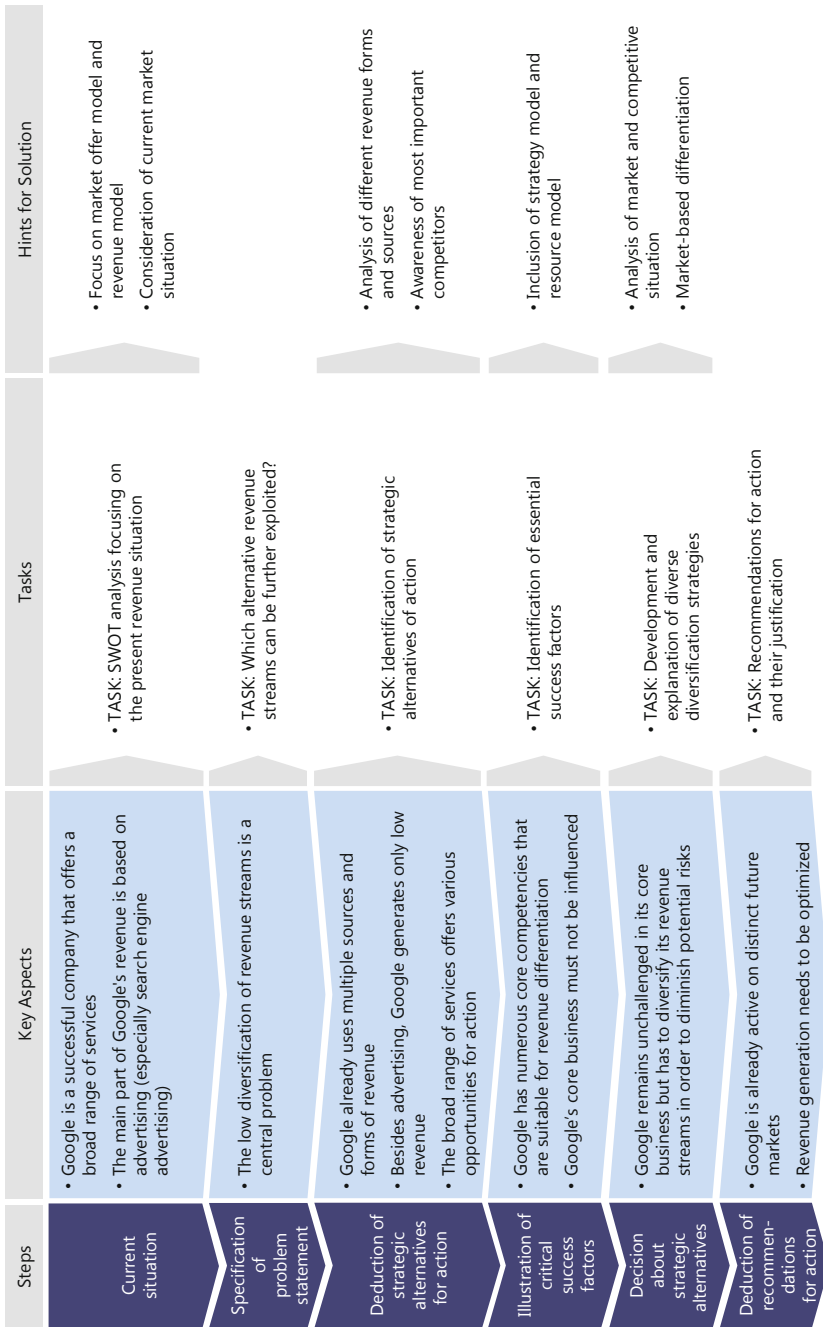 Steps
Key Aspects
Tasks
Hints for Solution
Current
situation
• Google is a successful company that offers a
broad range of services
• The main part of Google's revenue is based on
advertising (especially search engine
advertising)
• TASK: SWOT analysis focusing on
the present revenue situation
• Focus on market offer model and
revenue model
• Consideration of current market
situation
Specification
of
problem
statement
• The low diversification of revenue streams is a
central problem
• TASK: Which alternative revenue
streams can be further exploited?
Deduction of
strategic
alternatives
for action
• Google already uses multiple sources and
forms of revenue
• Besides advertising, Google generates only low
revenue
• The broad range of services offers various
opportunities for action
• TASK: Identification of strategic
alternatives of action
• Analysis of different revenue forms
and sources
• Awareness of most important
competitors
Illustration of
critical
success
factors
• Google has numerous core competencies that
are suitable for revenue differentiation
• Google's core business must not be influenced
• TASK: Identification of essential
success factors
• Inclusion of strategy model and
resource model
Decision
about
strategic
alternatives
• Google remains unchallenged in its core
business but has to diversify its revenue
streams in order to diminish potential risks
• TASK: Development and
explanation of diverse
diversification strategies
• Analysis of market and competitive
situation
• Market-based differentiation
Deduction of
recommen-
dations
for action
• Google is already active on distinct future
markets
• Revenue generation needs to be optimized
• TASK: Recommendations for action
and their justification